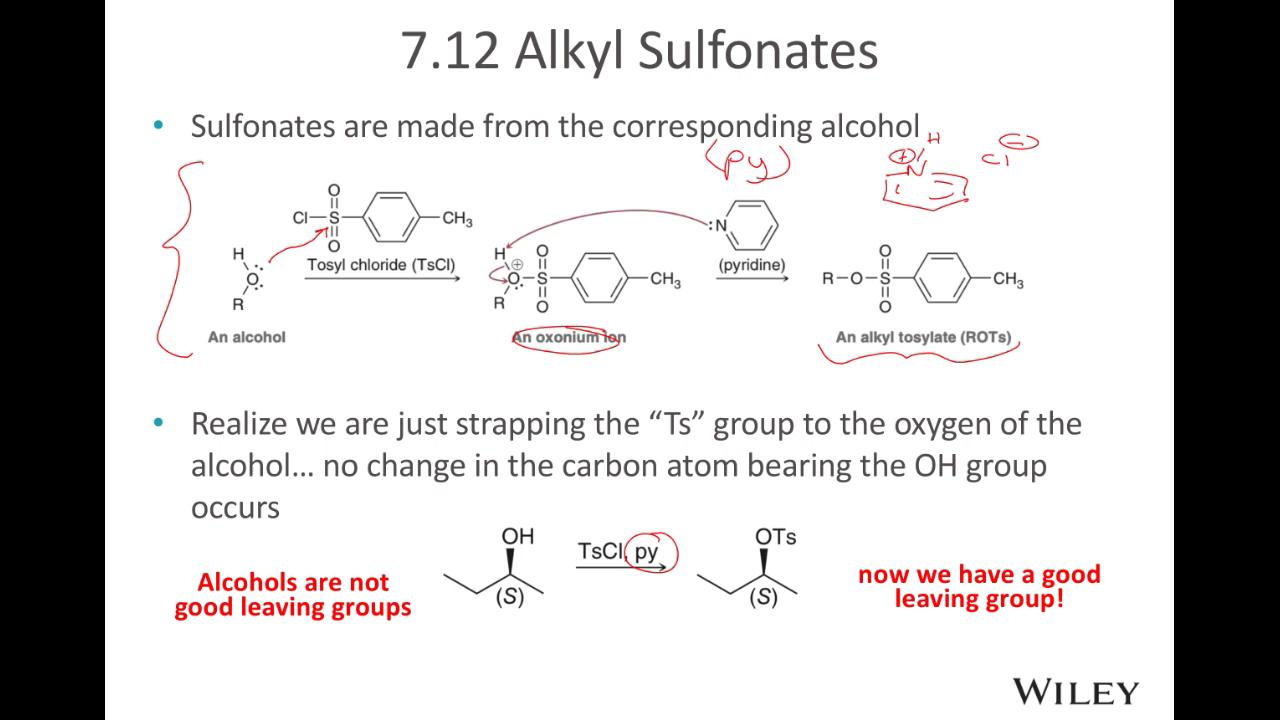 7.12 Alkyl Sulfonates
• Sulfonates are made from the corresponding alcohol
(py)
H
⊕
N
Cl ⊖
O
Cl—S—CH₃
O
Tosyl chloride (TsCl)
H
O
R
An alcohol
H O
⊕
O—S—CH₃
R O
An oxonium ion
:N
(pyridine)
O
R—O—S—CH₃
O
An alkyl tosylate (ROTs)
• Realize we are just strapping the “Ts” group to the oxygen of the
alcohol... no change in the carbon atom bearing the OH group
occurs
Alcohols are not
good leaving groups
OH
(S)
TsCl, py
OTs
(S)
now we have a good
leaving group!
WILEY